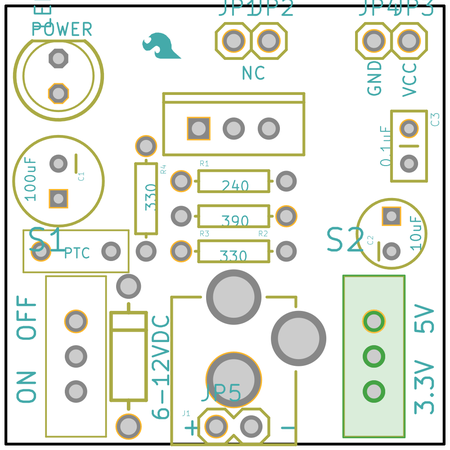 JP1
JP2
JP4
JP3
POWER
NC
GND
VCC
C3
0.1uF
100uF
C1
R4
330
R1
240
390
R3
R2
330
S1
PTC
S2
C2
10uF
OFF
ON
6-12VDC
5V
3.3V
JP5
J1
+
−